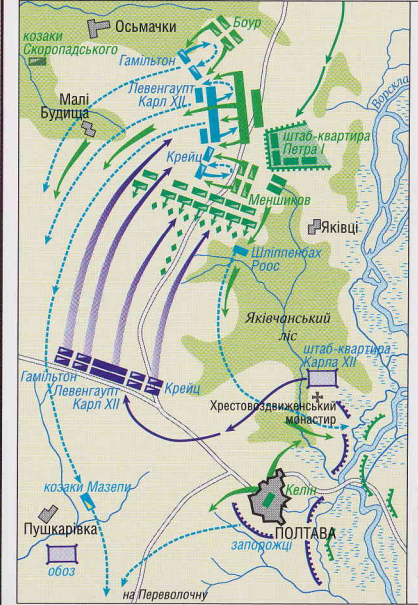 Осьмачки
Боур
козаки
Скоропадського
Гамільтон
Левенгаупт
Карл XII
Малі
Будища
Ворскла
штаб-квартира
Петра I
Крейц
Меншиков
Яківці
Шліппенбах
Роос
Яківчанський
ліс
штаб-квартира
Карла XII
Гамільтон
Левенгаупт
Карл XII
Крейц
Хрестовоздвиженський
монастир
козаки Мазепи
Келін
Пушкарівка
ПОЛТАВА
запорожці
обоз
на Переволочну